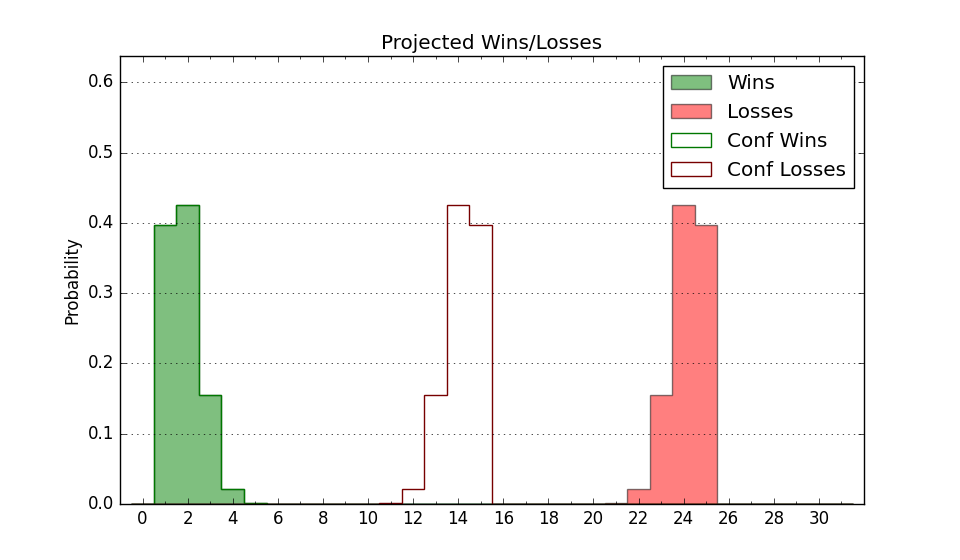 Projected Wins/Losses
Wins
Losses
Conf Wins
Conf Losses
Probability
0.6
0.5
0.4
0.3
0.2
0.1
0.0
0 2 4 6 8 10 12 14 16 18 20 22 24 26 28 30